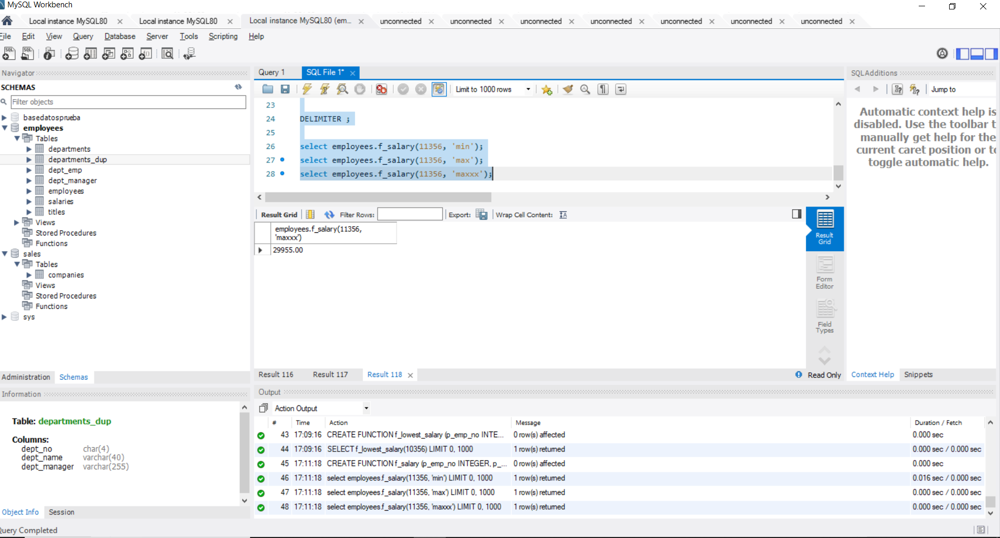 MySQL Workbench
Local instance MySQL80
Local instance MySQL80
Local instance MySQL80 (em...
unconnected
unconnected
unconnected
unconnected
unconnected
unconnected
unconnected
File Edit View Query Database Server Tools Scripting Help
Navigator
SCHEMAS
Filter objects
basedatosprueba
employees
Tables
departments
departments_dup
dept_emp
dept_manager
employees
salaries
titles
Views
Stored Procedures
Functions
sales
Tables
companies
Views
Stored Procedures
Functions
sys
Administration Schemas
Information
Table: departments_dup
Columns:
dept_no char(4)
dept_name varchar(40)
dept_manager varchar(255)
Object Info Session
Query 1
SQL File 1*
Limit to 1000 rows
23
24 DELIMITER ;
25
26 select employees.f_salary(11356, 'min');
27 select employees.f_salary(11356, 'max');
28 select employees.f_salary(11356, 'maxxx');
Result Grid Filter Rows: Export: Wrap Cell Content:
employees.f_salary(11356,
'maxxx')
29955.00
Result
Grid
Form
Editor
Field
Types
Result 116 Result 117 Result 118
Read Only
SQLAdditions
Jump to
Automatic context help is
disabled. Use the toolbar t
manually get help for the
current caret position or to
toggle automatic help.
Context Help Snippets
Output
Action Output
# Time Action Message Duration / Fetch
43 17:09:16 CREATE FUNCTION f_lowest_salary (p_emp_no INTE... 0 row(s) affected 0.000 sec
44 17:09:16 SELECT f_lowest_salary(10356) LIMIT 0, 1000 1 row(s) returned 0.000 sec / 0.000 sec
45 17:11:18 CREATE FUNCTION f_salary (p_emp_no INTEGER, p_... 0 row(s) affected 0.000 sec
46 17:11:18 select employees.f_salary(11356, 'min') LIMIT 0, 1000 1 row(s) returned 0.016 sec / 0.000 sec
47 17:11:18 select employees.f_salary(11356, 'max') LIMIT 0, 1000 1 row(s) returned 0.000 sec / 0.000 sec
48 17:11:18 select employees.f_salary(11356, 'maxxx') LIMIT 0, 1000 1 row(s) returned 0.000 sec / 0.000 sec
Query Completed